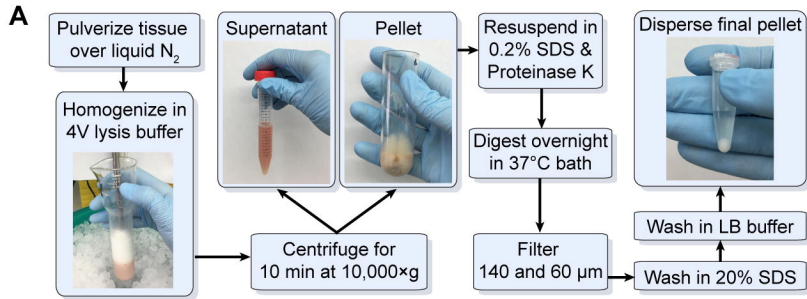 A
Pulverize tissue
over liquid N₂
Homogenize in
4V lysis buffer
Centrifuge for
10 min at 10,000×g
Supernatant
Pellet
Resuspend in
0.2% SDS &
Proteinase K
Digest overnight
in 37°C bath
Filter
140 and 60 µm
Wash in 20% SDS
Wash in LB buffer
Disperse final pellet